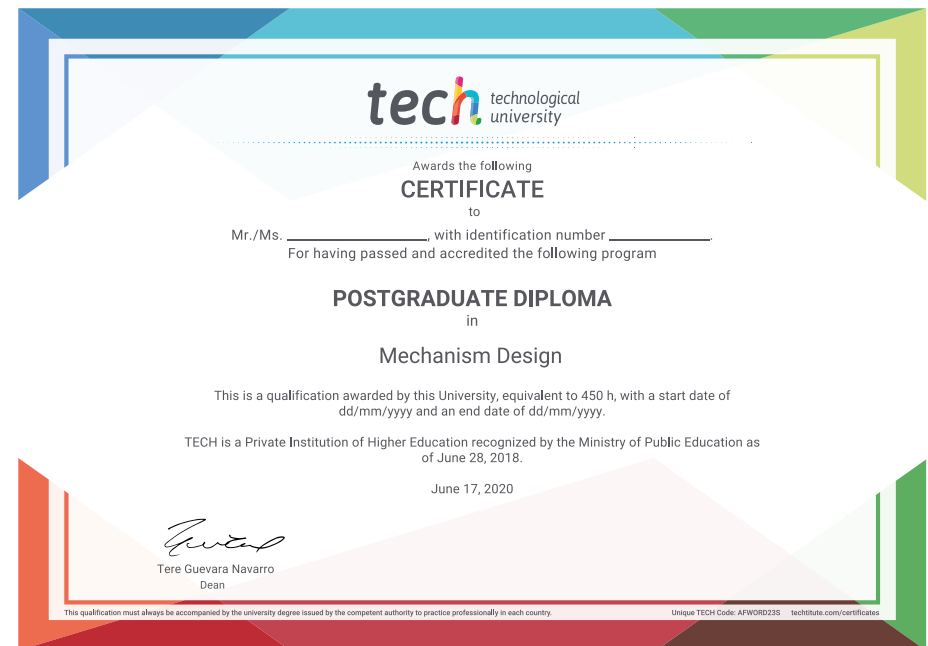 tech technological
university
Awards the following
CERTIFICATE
to
Mr./Ms. ____________________, with identification number ______________.
For having passed and accredited the following program
POSTGRADUATE DIPLOMA
in
Mechanism Design
This is a qualification awarded by this University, equivalent to 450 h, with a start date of
dd/mm/yyyy and an end date of dd/mm/yyyy.
TECH is a Private Institution of Higher Education recognized by the Ministry of Public Education as
of June 28, 2018.
June 17, 2020
Tere Guevara Navarro
Dean
This qualification must always be accompanied by the university degree issued by the competent authority to practice professionally in each country.
Unique TECH Code: AFWORD23S techtitute.com/certificates